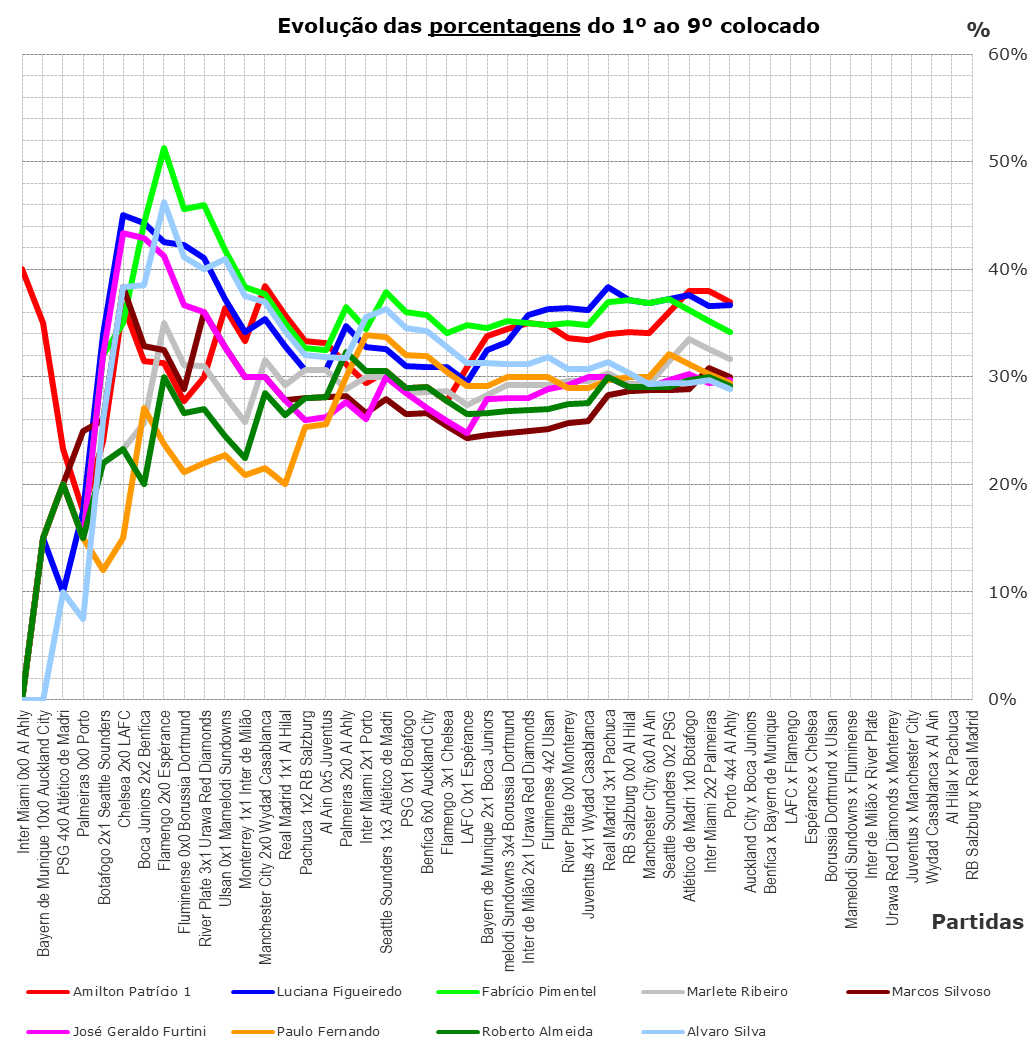 Evolução das porcentagens do 1º ao 9º colocado
%
60%
50%
40%
30%
20%
10%
0%
Inter Miami 0x0 Al Ahly
Bayern de Munique 10x0 Auckland City
PSG 4x0 Atlético de Madri
Palmeiras 0x0 Porto
Botafogo 2x1 Seattle Sounders
Chelsea 2x0 LAFC
Boca Juniors 2x2 Benfica
Flamengo 2x0 Espérance
Fluminense 0x0 Borussia Dortmund
River Plate 3x1 Urawa Red Diamonds
Ulsan 0x1 Mamelodi Sundowns
Monterrey 1x1 Inter de Milão
Manchester City 2x0 Wydad Casablanca
Real Madrid 1x1 Al Hilal
Pachuca 1x2 RB Salzburg
Al Ain 0x5 Juventus
Palmeiras 2x0 Al Ahly
Inter Miami 2x1 Porto
Seattle Sounders 1x3 Atlético de Madri
PSG 0x1 Botafogo
Benfica 6x0 Auckland City
Flamengo 3x1 Chelsea
LAFC 0x1 Espérance
Bayern de Munique 2x1 Boca Juniors
melodi Sundowns 3x4 Borussia Dortmund
Inter de Milão 2x1 Urawa Red Diamonds
Fluminense 4x2 Ulsan
River Plate 0x0 Monterrey
Juventus 4x1 Wydad Casablanca
Real Madrid 3x1 Pachuca
RB Salzburg 0x0 Al Hilal
Manchester City 6x0 Al Ain
Seattle Sounders 0x2 PSG
Atlético de Madri 1x0 Botafogo
Inter Miami 2x2 Palmeiras
Porto 4x4 Al Ahly
Auckland City x Boca Juniors
Benfica x Bayern de Munique
LAFC x Flamengo
Espérance x Chelsea
Borussia Dortmund x Ulsan
Mamelodi Sundowns x Fluminense
Inter de Milão x River Plate
Urawa Red Diamonds x Monterrey
Juventus x Manchester City
Wydad Casablanca x Al Ain
Al Hilal x Pachuca
RB Salzburg x Real Madrid
Partidas
Amilton Patrício 1
Luciana Figueiredo
Fabrício Pimentel
Marlete Ribeiro
Marcos Silvoso
José Geraldo Furtini
Paulo Fernando
Roberto Almeida
Alvaro Silva